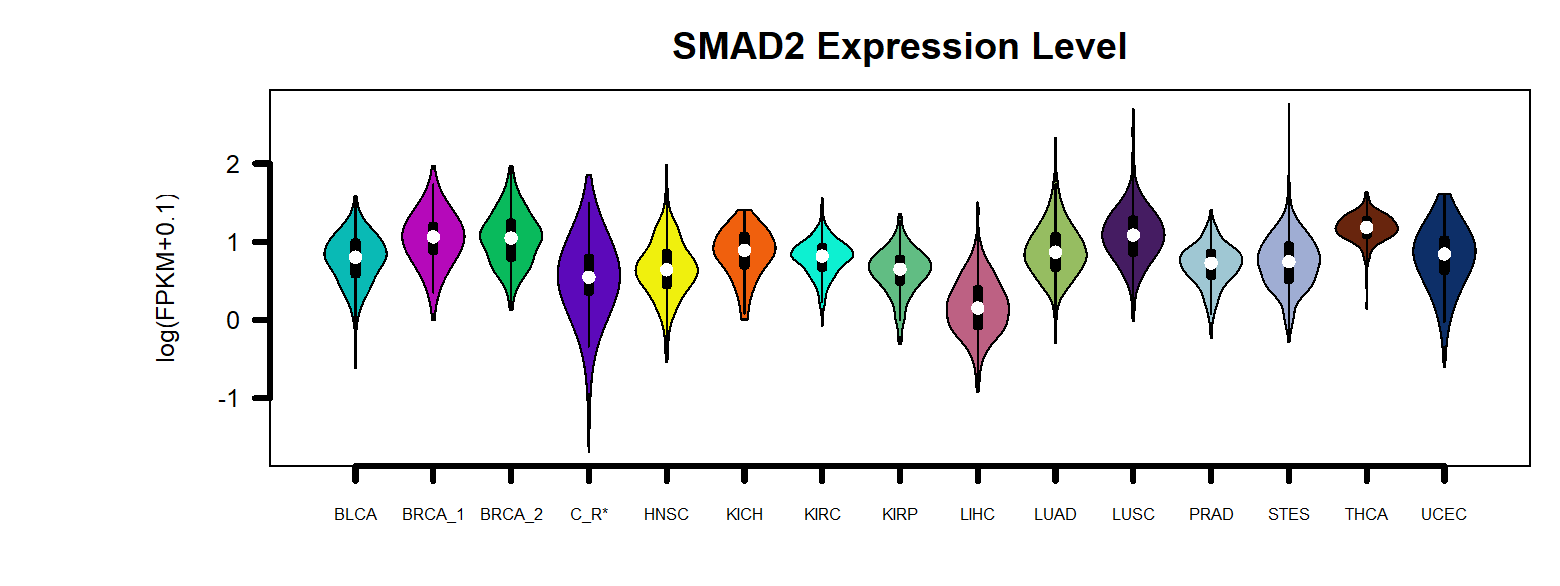 SMAD2 Expression Level
log(FPKM+0.1)
2
1
0
-1
BLCA BRCA_1 BRCA_2 C_R* HNSC KICH KIRC KIRP LIHC LUAD LUSC PRAD STES THCA UCEC